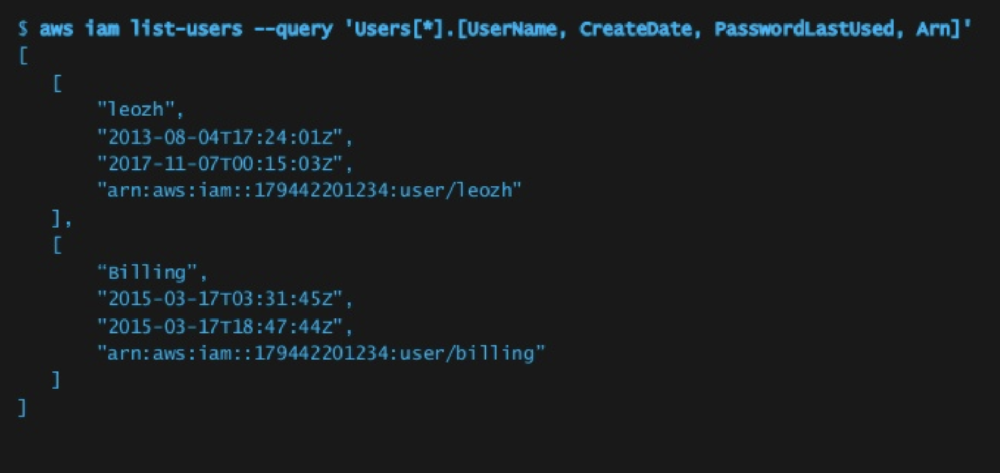 $ aws iam list-users --query 'Users[*].[UserName, CreateDate, PasswordLastUsed, Arn]'
[
[
"leozh",
"2013-08-04T17:24:01Z",
"2017-11-07T00:15:03Z",
"arn:aws:iam::179442201234:user/leozh"
],
[
“Billing”,
"2015-03-17T03:31:45Z",
"2015-03-17T18:47:44Z",
"arn:aws:iam::179442201234:user/billing”
]
]